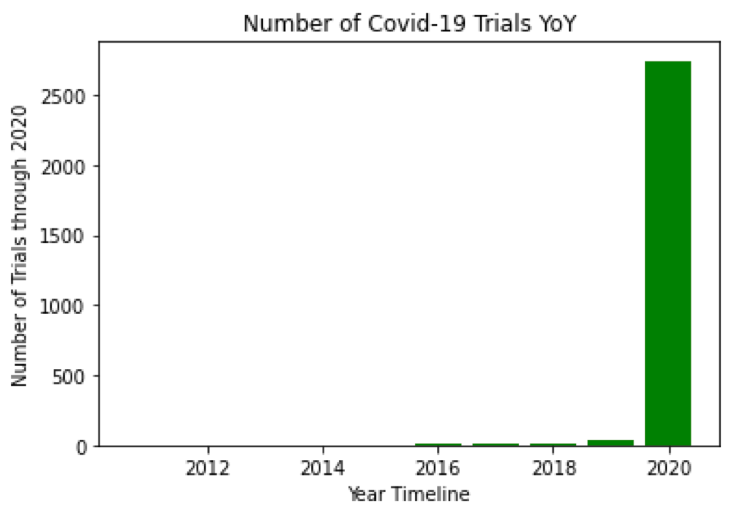 Number of Covid-19 Trials YoY
Number of Trials through 2020
2500
2000
1500
1000
500
0
2012 2014 2016 2018 2020
Year Timeline